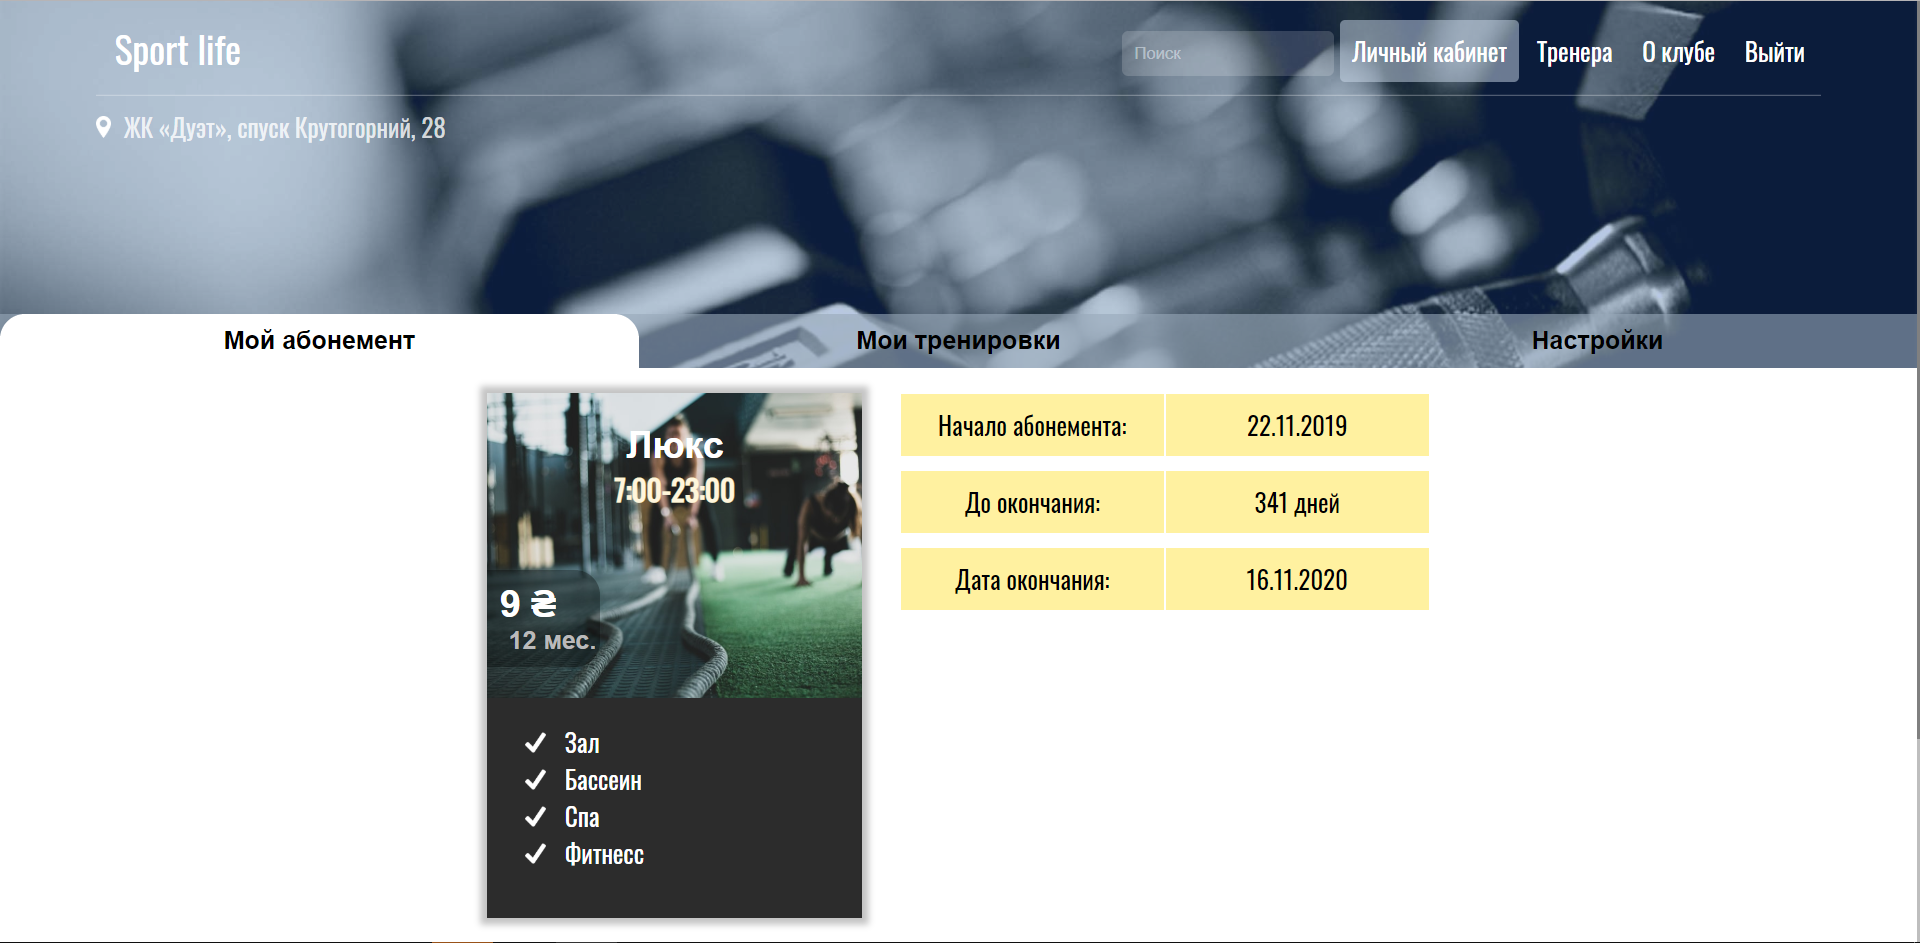 Sport life
Поиск
Личный кабинет
Тренера
О клубе
Выйти
ЖК «Дуэт», спуск Крутогорний, 28
Мой абонемент
Мои тренировки
Настройки
Люкс
7:00-23:00
9 ₴
12 мес.
Зал
Бассеин
Спа
Фитнесс
Начало абонемента: 22.11.2019
До окончания: 341 дней
Дата окончания: 16.11.2020